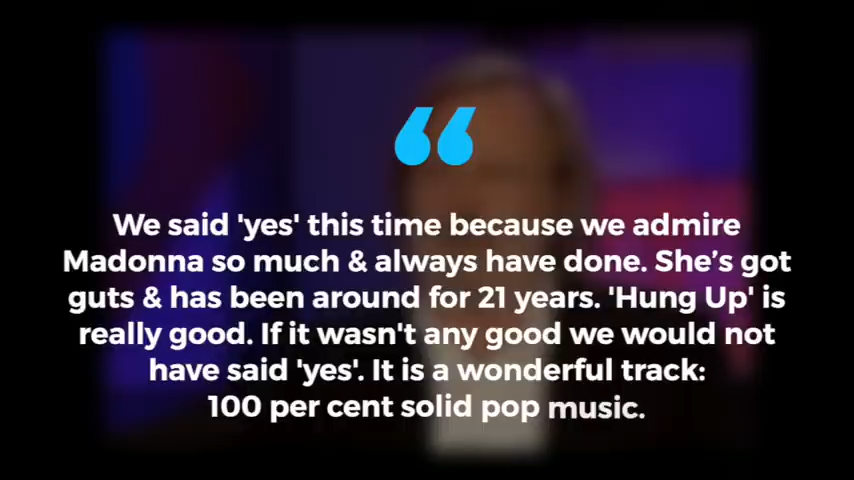 “
We said 'yes' this time because we admire
Madonna so much & always have done. She’s got
guts & has been around for 21 years. 'Hung Up' is
really good. If it wasn't any good we would not
have said 'yes'. It is a wonderful track:
100 per cent solid pop music.